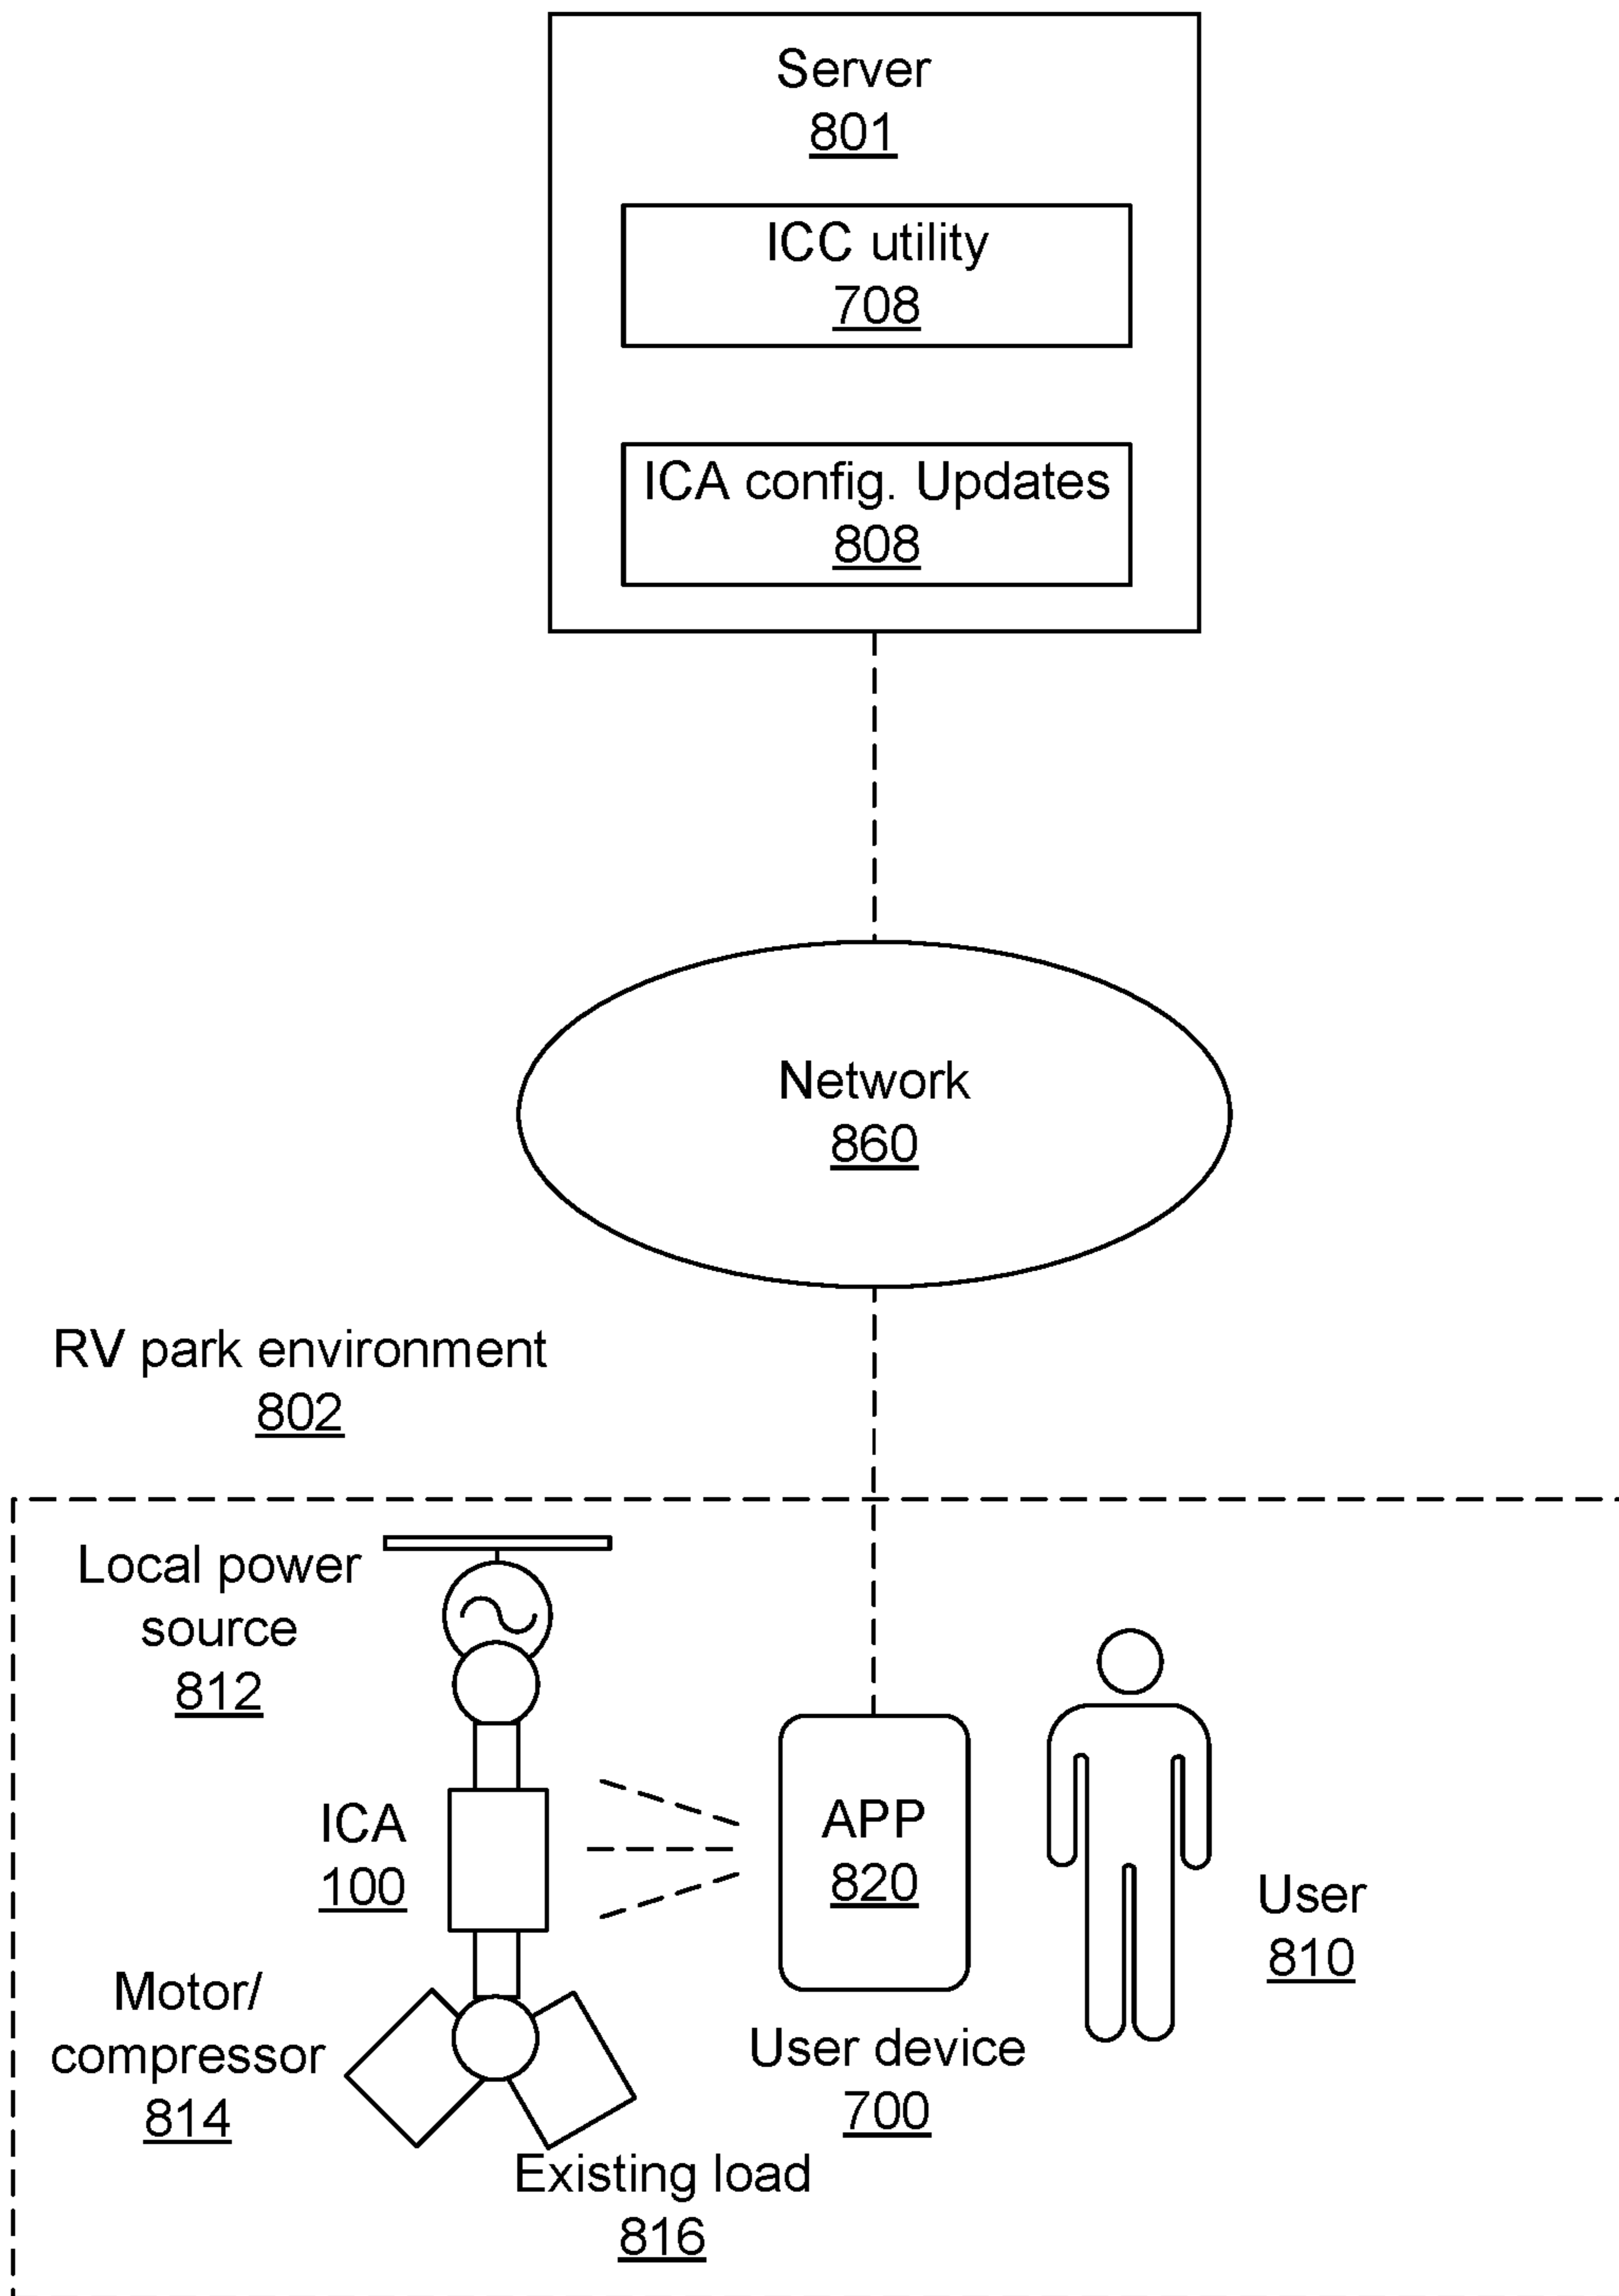 Server
801
ICC utility
708
ICA config. Updates
808
Network
860
RV park environment
802
Local power
source
812
ICA
100
APP
820
User
810
Motor/
compressor
814
User device
700
Existing load
816